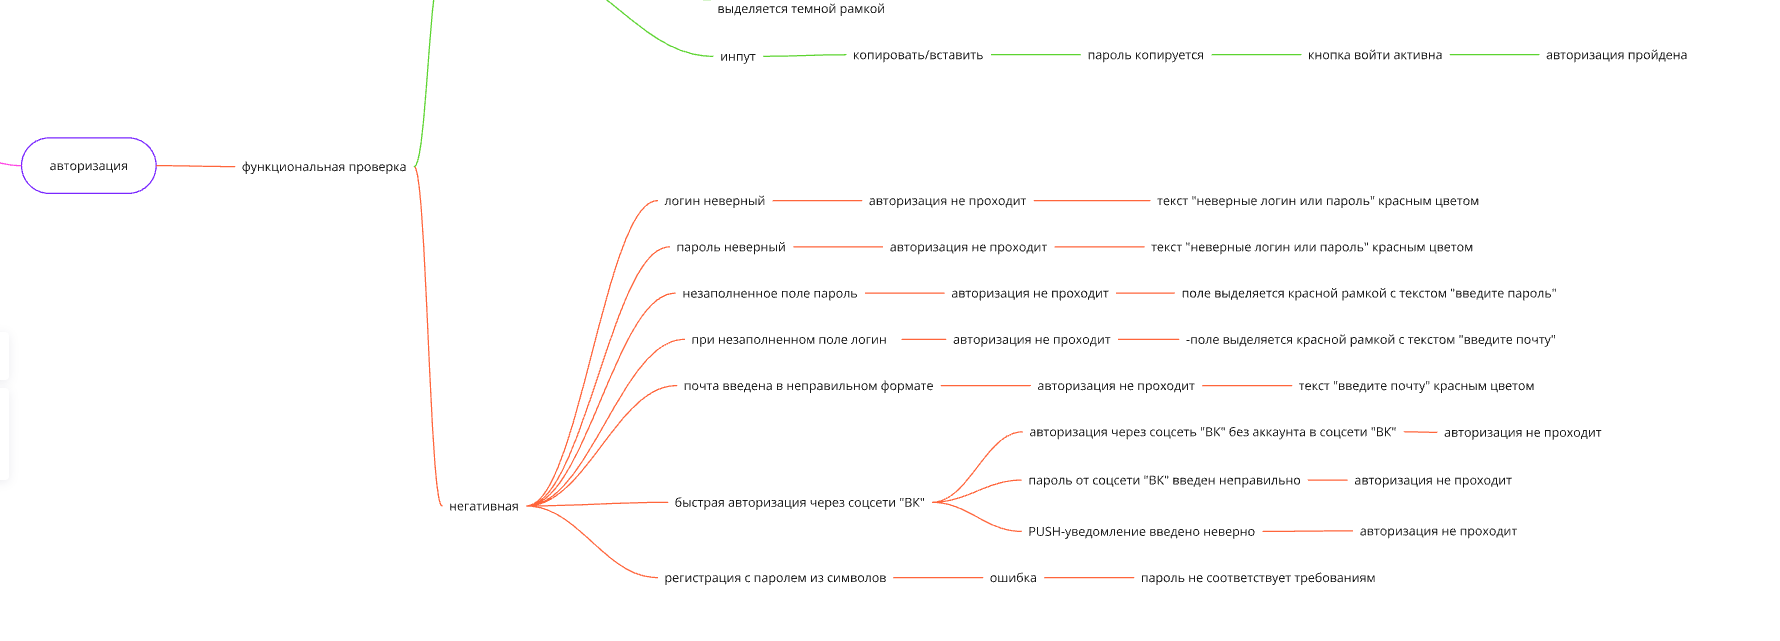 выделяется темной рамкой
инпут копировать/вставить пароль копируется кнопка войти активна авторизация пройдена
авторизация функциональная проверка
логин неверный авторизация не проходит текст "неверные логин или пароль" красным цветом
пароль неверный авторизация не проходит текст "неверные логин или пароль" красным цветом
незаполненное поле пароль авторизация не проходит поле выделяется красной рамкой с текстом "введите пароль"
при незаполненном поле логин авторизация не проходит -поле выделяется красной рамкой с текстом "введите почту"
почта введена в неправильном формате авторизация не проходит текст "введите почту" красным цветом
авторизация через соцсеть "ВК" без аккаунта в соцсети "ВК" авторизация не проходит
пароль от соцсети "ВК" введен неправильно авторизация не проходит
негативная быстрая авторизация через соцсети "ВК"
PUSH-уведомление введено неверно авторизация не проходит
регистрация с паролем из символов ошибка пароль не соответствует требованиям